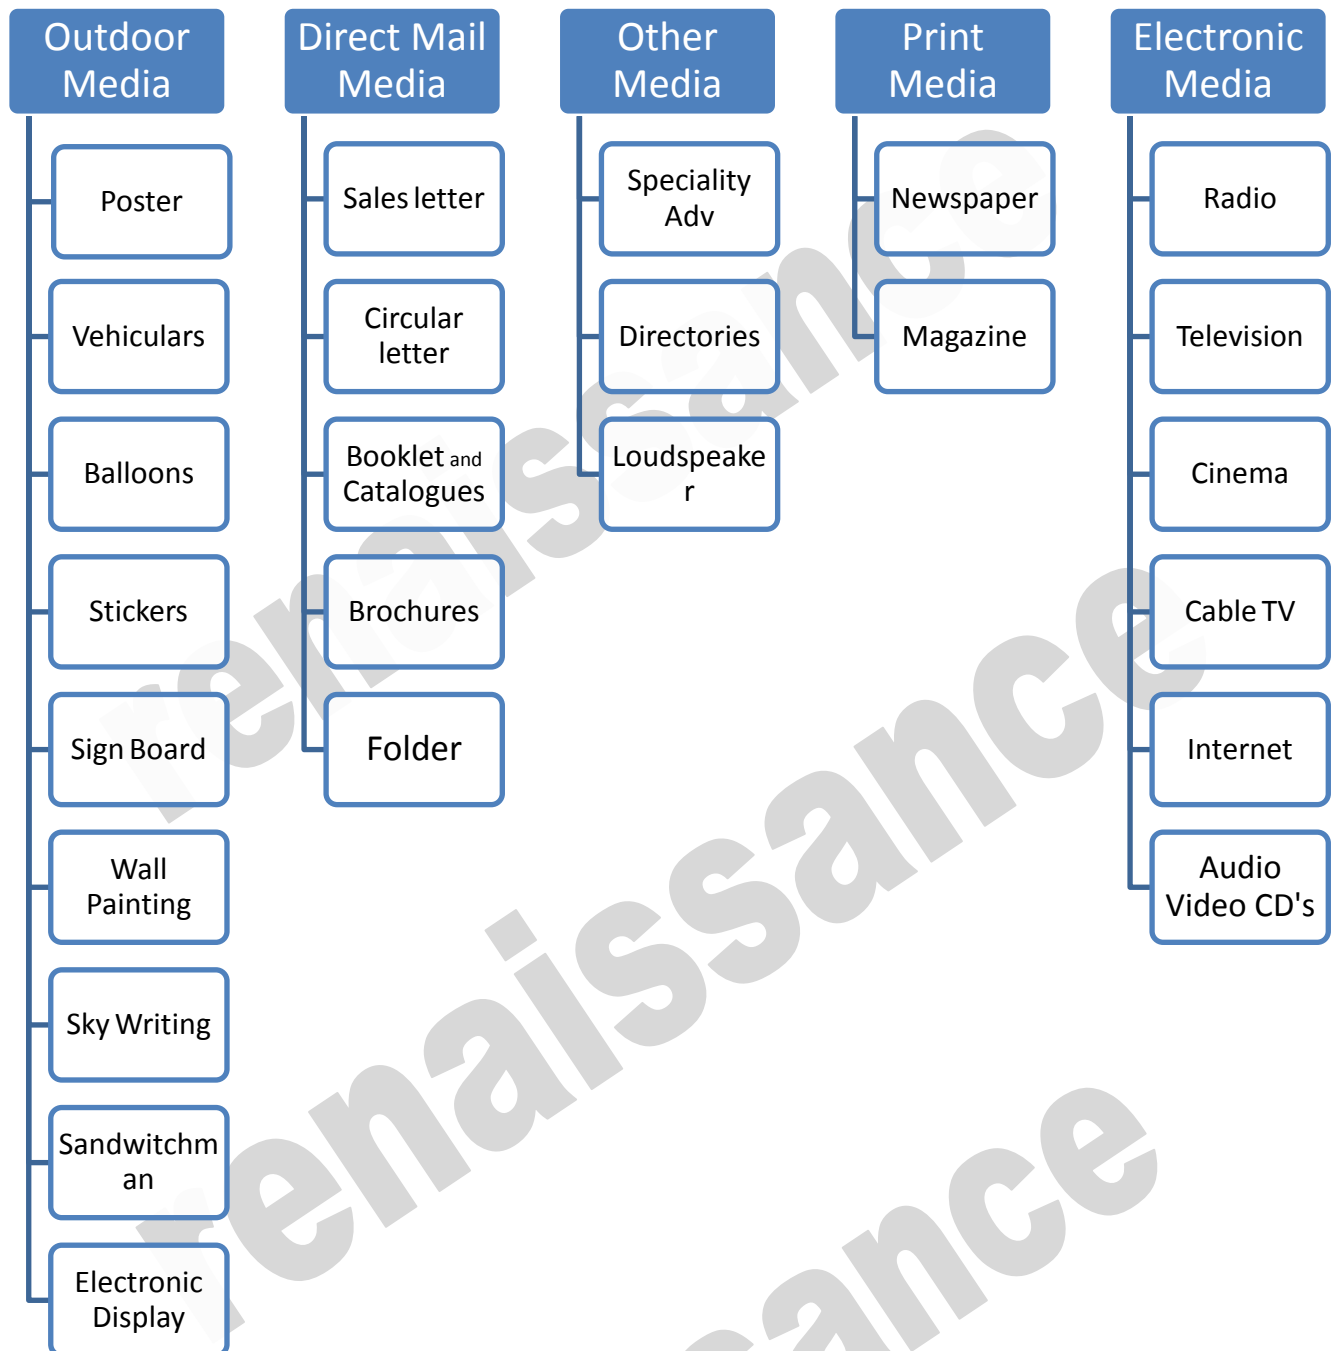 Outdoor
Media
Poster
Vehiculars
Balloons
Stickers
Sign Board
Wall
Painting
Sky Writing
Sandwitchm
an
Electronic
Display
Direct Mail
Media
Sales letter
Circular
letter
Booklet and
Catalogues
Brochures
Folder
Other
Media
Speciality
Adv
Directories
Loudspeake
r
Print
Media
Newspaper
Magazine
Electronic
Media
Radio
Television
Cinema
Cable TV
Internet
Audio
Video CD's
renaissance
renaissance